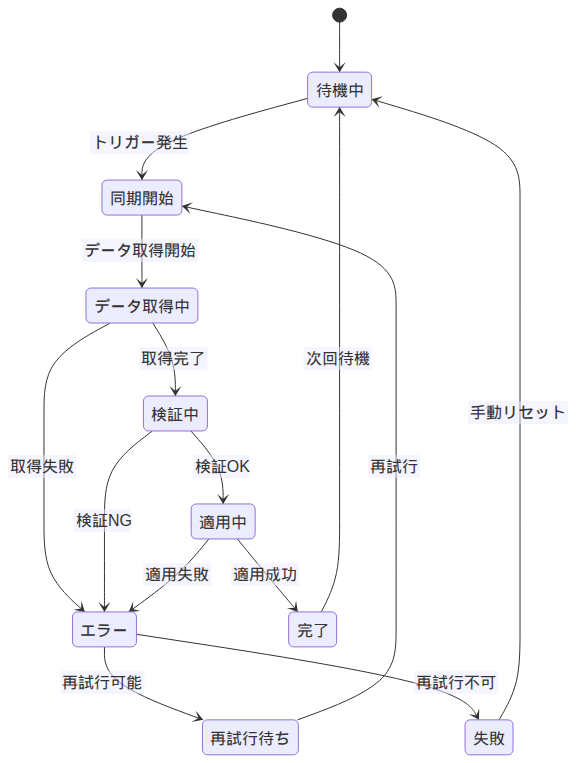 待機中
トリガー発生
同期開始
データ取得開始
データ取得中
取得完了
次回待機
検証中
手動リセット
取得失敗
検証OK
再試行
検証NG
適用中
適用失敗
適用成功
エラー
完了
再試行可能
再試行不可
再試行待ち
失敗